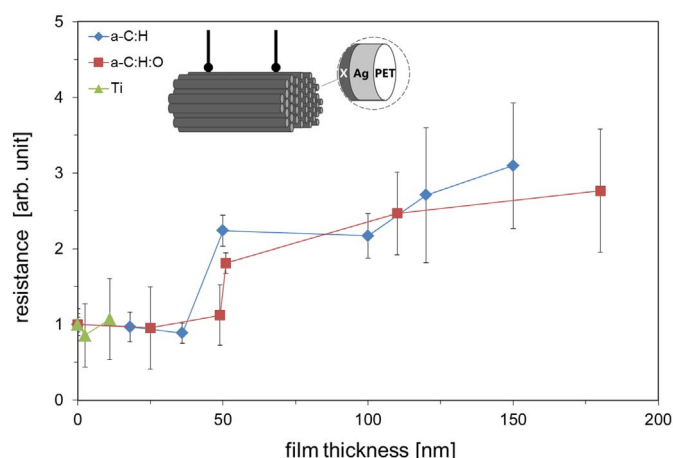 a-C:H
a-C:H:O
Ti
X Ag PET
resistance [arb. unit]
5
4
3
2
1
0
0 50 100 150 200
film thickness [nm]